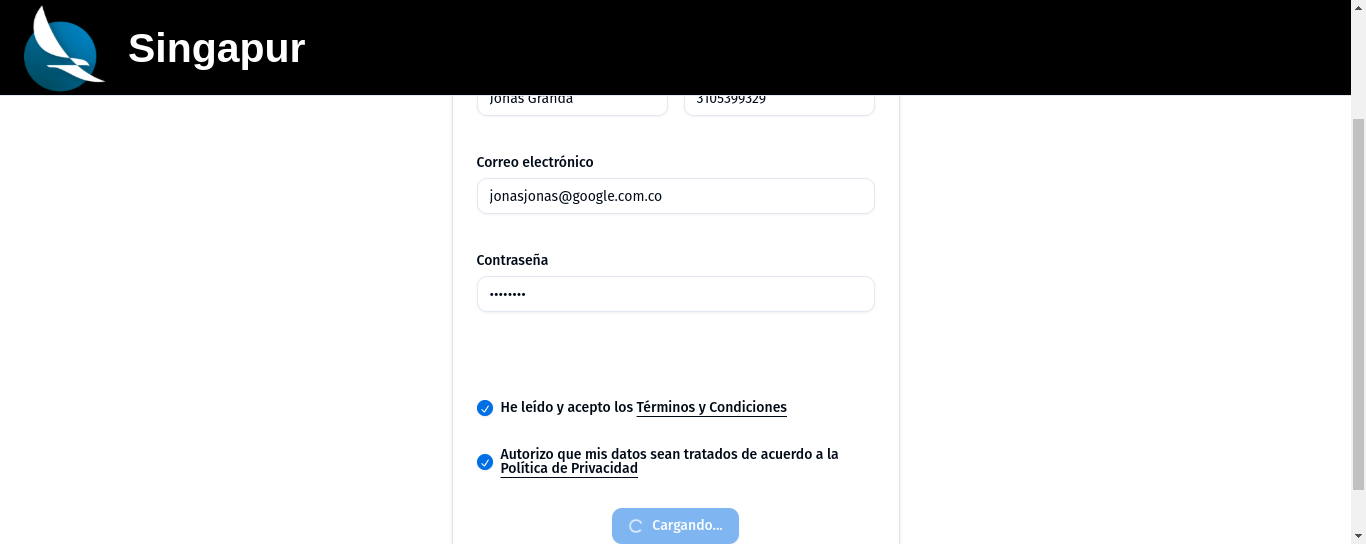 Singapur
Jonas Granda 3105399329
Correo electrónico
jonasjonas@google.com.co
Contraseña
••••••••
He leído y acepto los Términos y Condiciones
Autorizo que mis datos sean tratados de acuerdo a la
Política de Privacidad
Cargando...